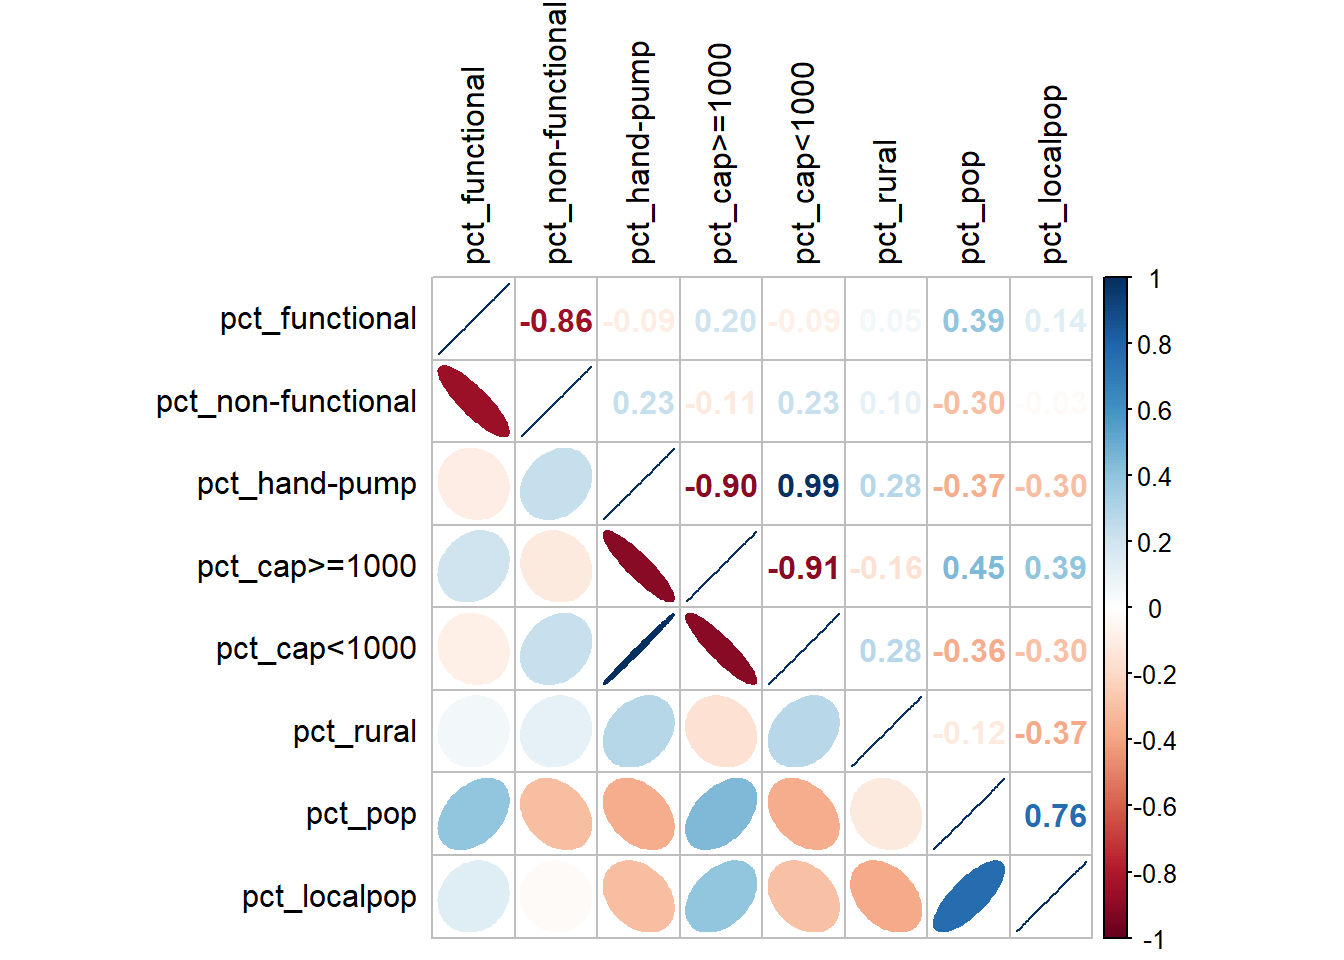 pct_functional
pct_non-functional
pct_hand-pump
pct_cap>=1000
pct_cap<1000
pct_rural
pct_pop
pct_localpop
pct_functional -0.86 -0.09 0.20 -0.09 0.05 0.39 0.14
pct_non-functional 0.23 -0.11 0.23 0.10 -0.30 -0.03
pct_hand-pump -0.90 0.99 0.28 -0.37 -0.30
pct_cap>=1000 -0.91 -0.16 0.45 0.39
pct_cap<1000 0.28 -0.36 -0.30
pct_rural -0.12 -0.37
pct_pop 0.76
pct_localpop
1
0.8
0.6
0.4
0.2
0
-0.2
-0.4
-0.6
-0.8
-1